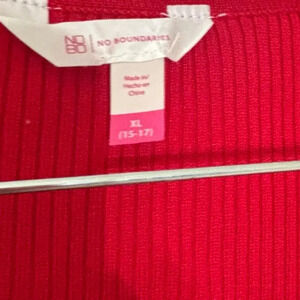 NO
BO
NO BOUNDARIES
Made in/
Hecho en
China
XL
(15-17)